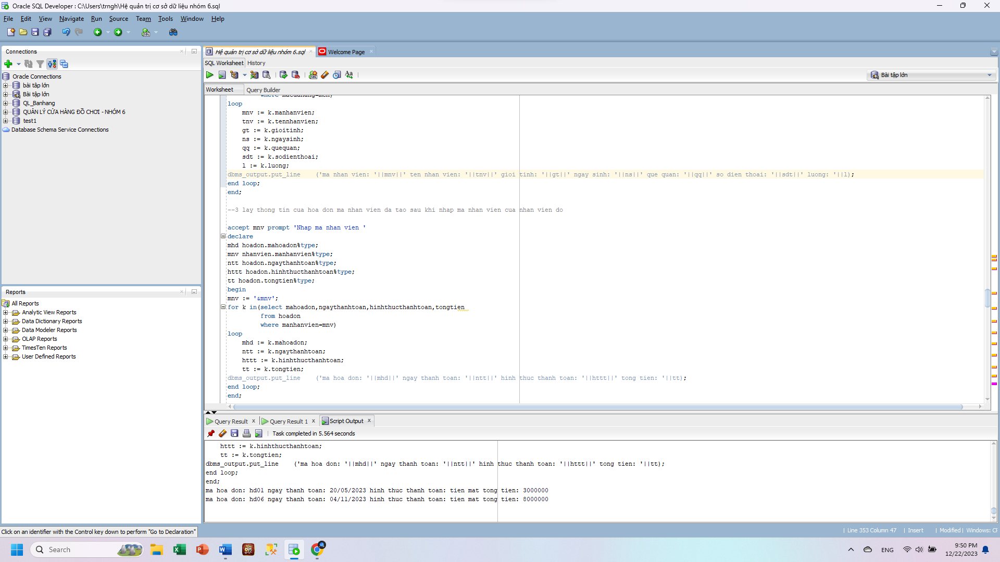 Oracle SQL Developer : C:\Users\trngh\Hệ quản trị cơ sở dữ liệu nhóm 6.sql
File Edit View Navigate Run Source Team Tools Window Help
Connections
Oracle Connections
bài tập lớn
Bài tập lớn
QL_Banhang
QUẢN LÝ CỬA HÀNG ĐỒ CHƠI - NHÓM 6
test1
Database Schema Service Connections
Reports
All Reports
Analytic View Reports
Data Dictionary Reports
Data Modeler Reports
OLAP Reports
TimesTen Reports
User Defined Reports
Hệ quản trị cơ sở dữ liệu nhóm 6.sql
Welcome Page
SQL Worksheet History
Bài tập lớn
Worksheet Query Builder
where macuahang=mch)
loop
mnv := k.manhanvien;
tnv := k.tennhanvien;
gt := k.gioitinh;
ns := k.ngaysinh;
qq := k.quequan;
sdt := k.sodienthoai;
l := k.luong;
dbms_output.put_line    ('ma nhan vien: '||mnv||' ten nhan vien: '||tnv||' gioi tinh: '||gt||' ngay sinh: '||ns||' que quan: '||qq||' so dien thoai: '||sdt||' luong: '||l);
end loop;
end;
--3 lay thong tin cua hoa don ma nhan vien da tao sau khi nhap ma nhan vien cua nhan vien do
accept mnv prompt 'Nhap ma nhan vien '
declare
mhd hoadon.mahoadon%type;
mnv nhanvien.manhanvien%type;
ntt hoadon.ngaythanhtoan%type;
httt hoadon.hinhthucthanhtoan%type;
tt hoadon.tongtien%type;
begin
mnv := '&mnv';
for k in(select mahoadon,ngaythanhtoan,hinhthucthanhtoan,tongtien
from hoadon
where manhanvien=mnv)
loop
mhd := k.mahoadon;
ntt := k.ngaythanhtoan;
httt := k.hinhthucthanhtoan;
tt := k.tongtien;
dbms_output.put_line    ('ma hoa don: '||mhd||' ngay thanh toan: '||ntt||' hinh thuc thanh toan: '||httt||' tong tien: '||tt);
end loop;
end;
Query Result Query Result 1 Script Output
Task completed in 5.564 seconds
httt := k.hinhthucthanhtoan;
tt := k.tongtien;
dbms_output.put_line    ('ma hoa don: '||mhd||' ngay thanh toan: '||ntt||' hinh thuc thanh toan: '||httt||' tong tien: '||tt);
end loop;
end;
ma hoa don: hd01 ngay thanh toan: 20/05/2023 hinh thuc thanh toan: tien mat tong tien: 3000000
ma hoa don: hd06 ngay thanh toan: 04/11/2023 hinh thuc thanh toan: tien mat tong tien: 8000000
Click on an identifier with the Control key down to perform "Go to Declaration"
Line 353 Column 47 Insert Modified Windows: CR
Search
ENG
9:50 PM
12/22/2023